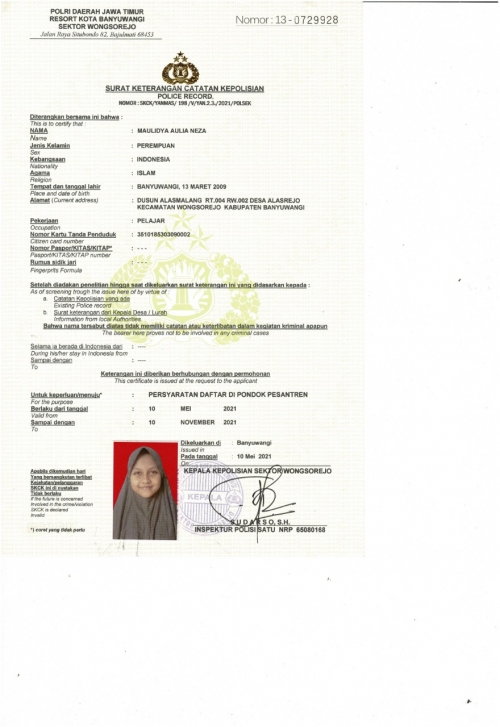 POLRI DAERAH JAWA TIMUR
RESORT KOTA BANYUWANGI
SEKTOR WONGSOREJO
Jalan Raya Situbondo 82, Bajulmati 68453
Nomor : 13 - 0729928
SURAT KETERANGAN CATATAN KEPOLISIAN
POLICE RECORD.
NOMOR : SKCK/YANMAS/ 198 /V/YAN.2.3./2021/POLSEK
Diterangkan bersama ini bahwa :
This is to certify that :
NAMA : MAULIDYA AULIA NEZA
Name
Jenis Kelamin : PEREMPUAN
Sex
Kebangsaan : INDONESIA
Nationality
Agama : ISLAM
Religion
Tempat dan tanggal lahir : BANYUWANGI, 13 MARET 2009
Place and date of birth
Alamat (Current address) : DUSUN ALASMALANG RT.004 RW.002 DESA ALASREJO
KECAMATAN WONGSOREJO KABUPATEN BANYUWANGI
Pekerjaan : PELAJAR
Occupation
Nomor Kartu Tanda Penduduk : 3510185303090002
Citizen card number
Nomor Paspor/KITAS/KITAP* : - - -
Pasport/KITAS/KITAP number
Rumus sidik jari : - - -
Fingerprits Formula
Setelah diadakan penelitian hingga saat dikeluarkan surat keterangan ini yang didasarkan kepada :
As of screening trough the issue here of by virtue of
a. Catatan Kepolisian yang ada
Existing Police record
b. Surat keterangan dari Kepala Desa / Lurah
Information from local Authorities.
Bahwa nama tersebut diatas tidak memiliki catatan atau keterlibatan dalam kegiatan kriminal apapun
The bearer hera proves not to be involved in any criminal cases
Selama ia berada di Indonesia dari : ----
During his/her stay in Indonesia from
Sampai dengan : ----
To
Keterangan ini diberikan berhubungan dengan permohonan
This certificate is issued at the request to the applicant
Untuk keperluan/menuju* : PERSYARATAN DAFTAR DI PONDOK PESANTREN
For the purpose
Berlaku dari tanggal : 10 MEI 2021
Valid from
Sampai dengan : 10 NOVEMBER 2021
To
Dikeluarkan di : Banyuwangi
Issued in
Pada tanggal : 10 Mei 2021
On
KEPALA KEPOLISIAN SEKTOR WONGSOREJO
Apabila dikemudian hari
Yang bersangkutan terlibat
Kejahatan/pelanggaran
SKCK ini di nyatakan
Tidak berlaku
If the future is concerned
Involved in the crime/violation
SKCK is declared
Invalid
KEPALA
SUDARSO, S.H.
INSPEKTUR POLISI SATU NRP 65080168
*) coret yang tidak perlu